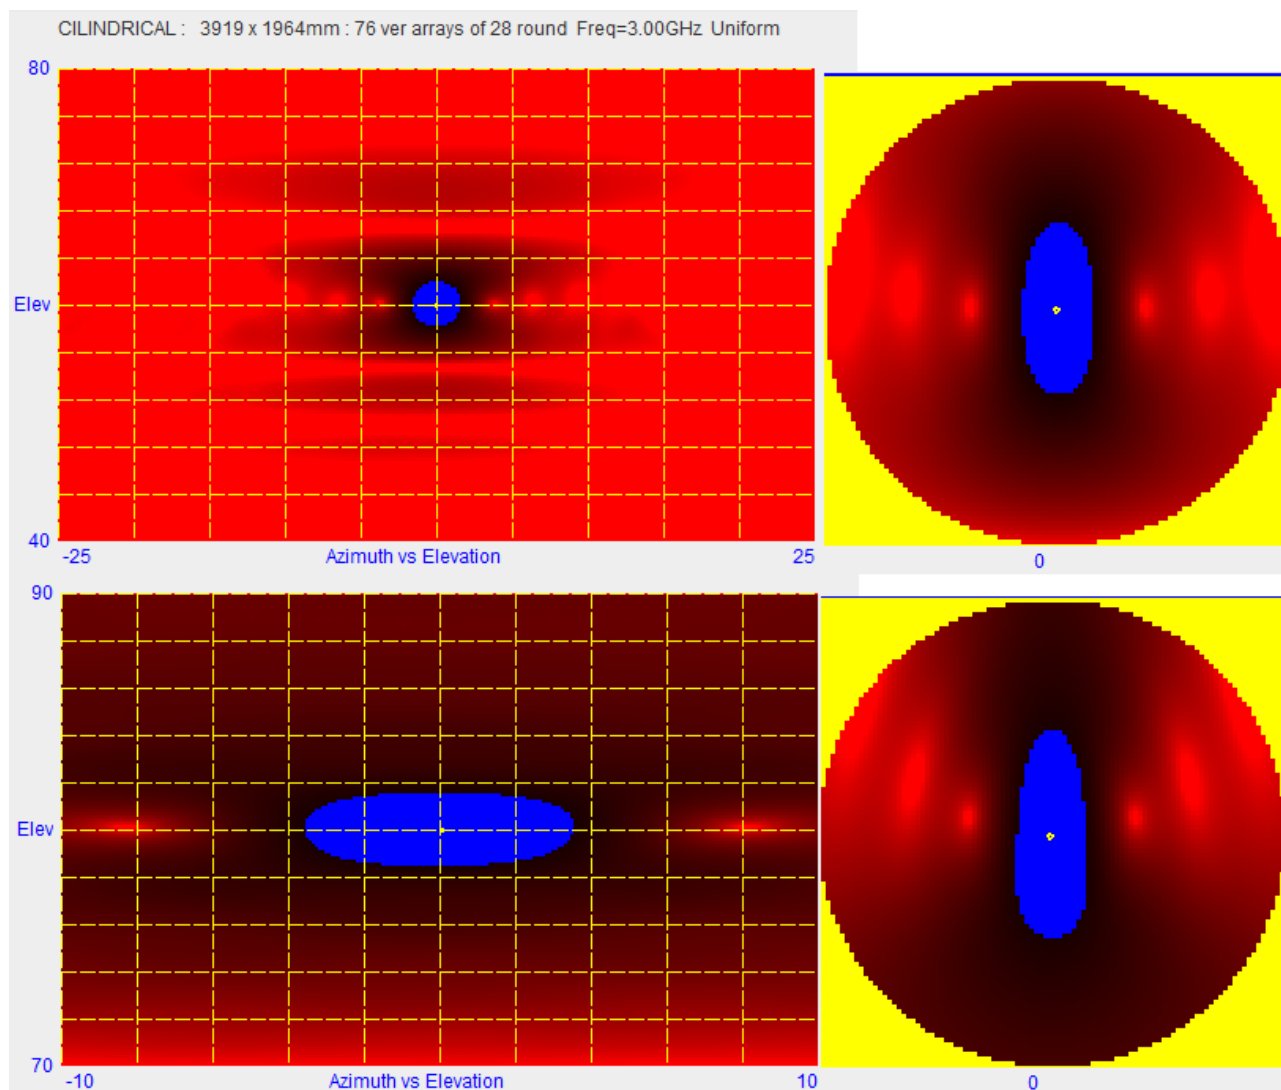 CILINDRICAL : 3919 x 1964mm : 76 ver arrays of 28 round Freq=3.00GHz Uniform
80
Elev
40
-25
Azimuth vs Elevation
25
0
90
Elev
70
-10
Azimuth vs Elevation
10
0